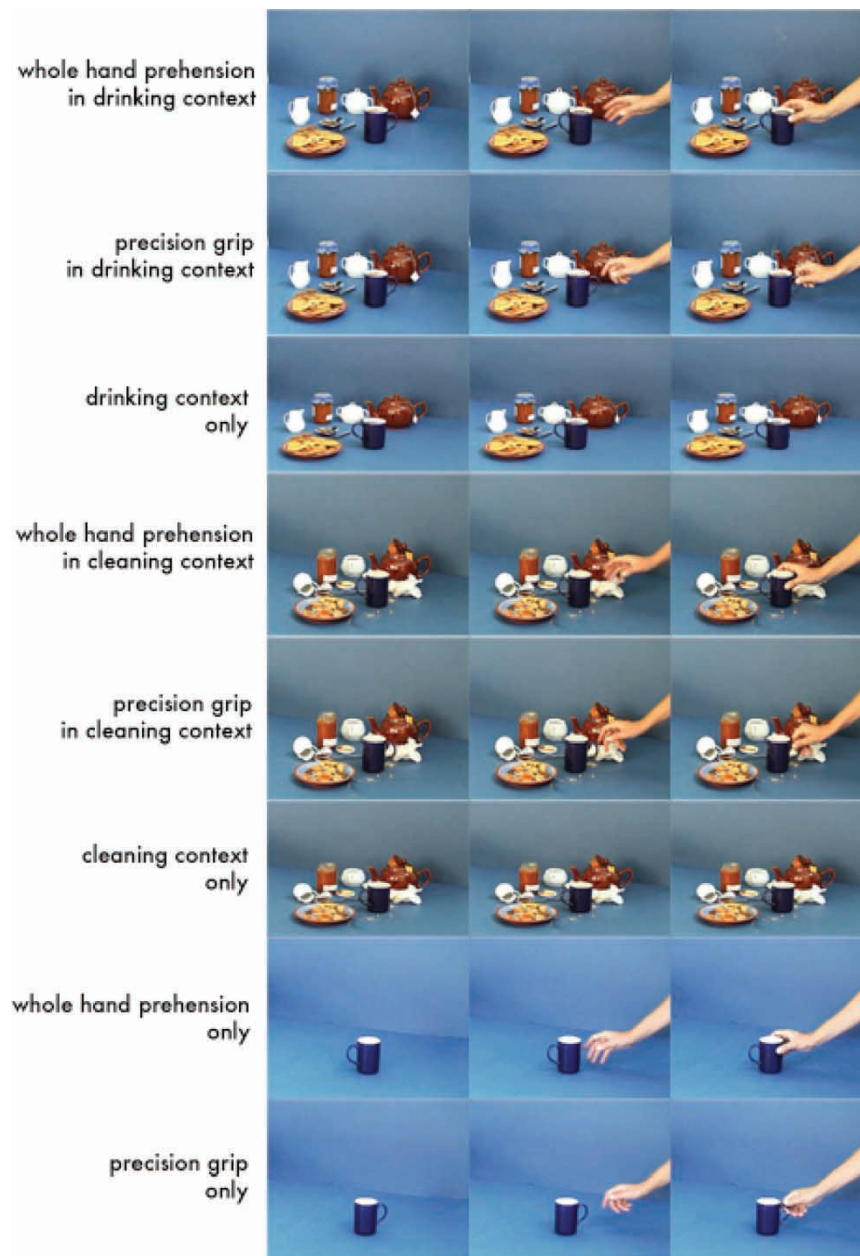 whole hand prehension
in drinking context
precision grip
in drinking context
drinking context
only
whole hand prehension
in cleaning context
precision grip
in cleaning context
cleaning context
only
whole hand prehension
only
precision grip
only